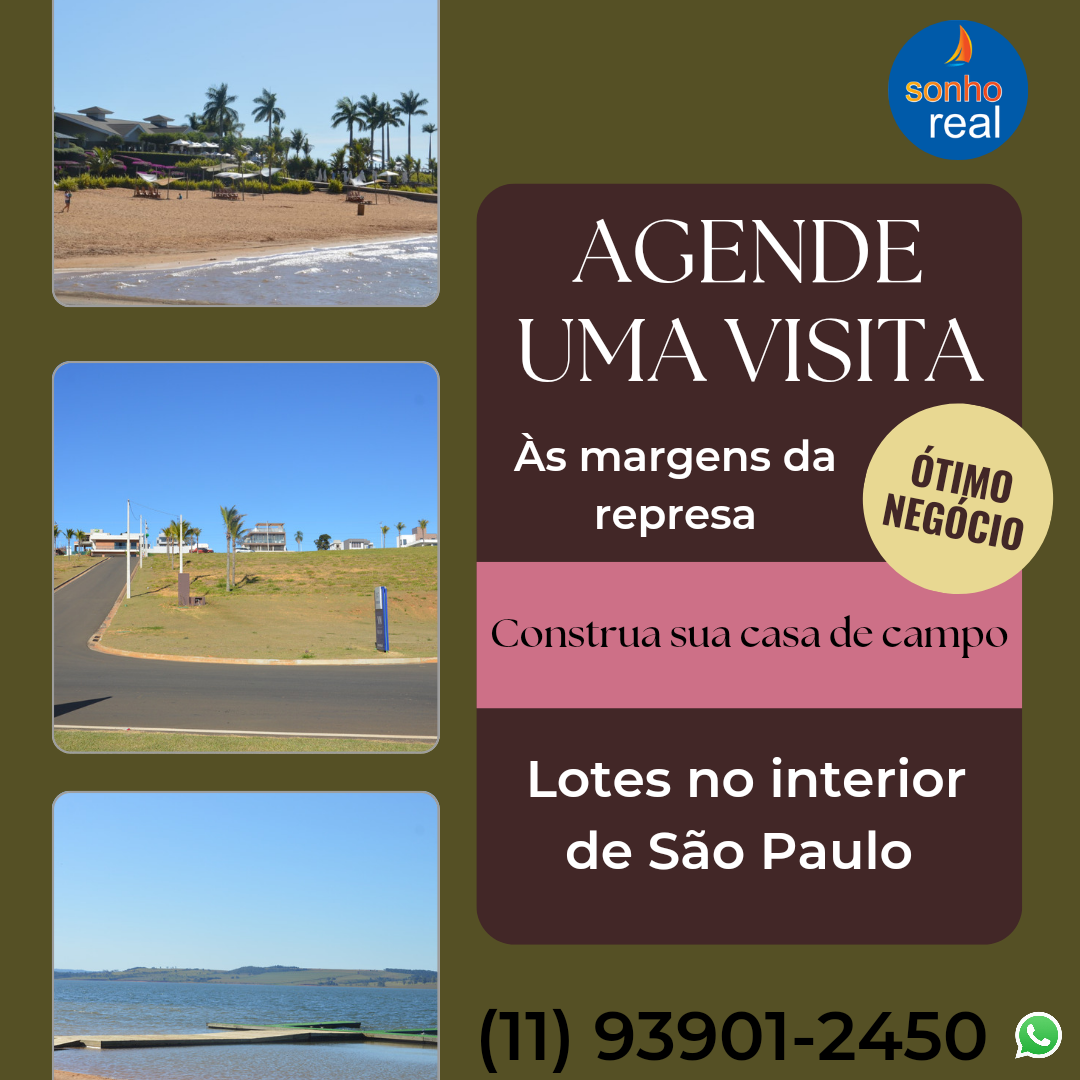 sonho
real
AGENDE
UMA VISITA
Às margens da
represa
ÓTIMO
NEGÓCIO
Construa sua casa de campo
Lotes no interior
de São Paulo
(11) 93901-2450